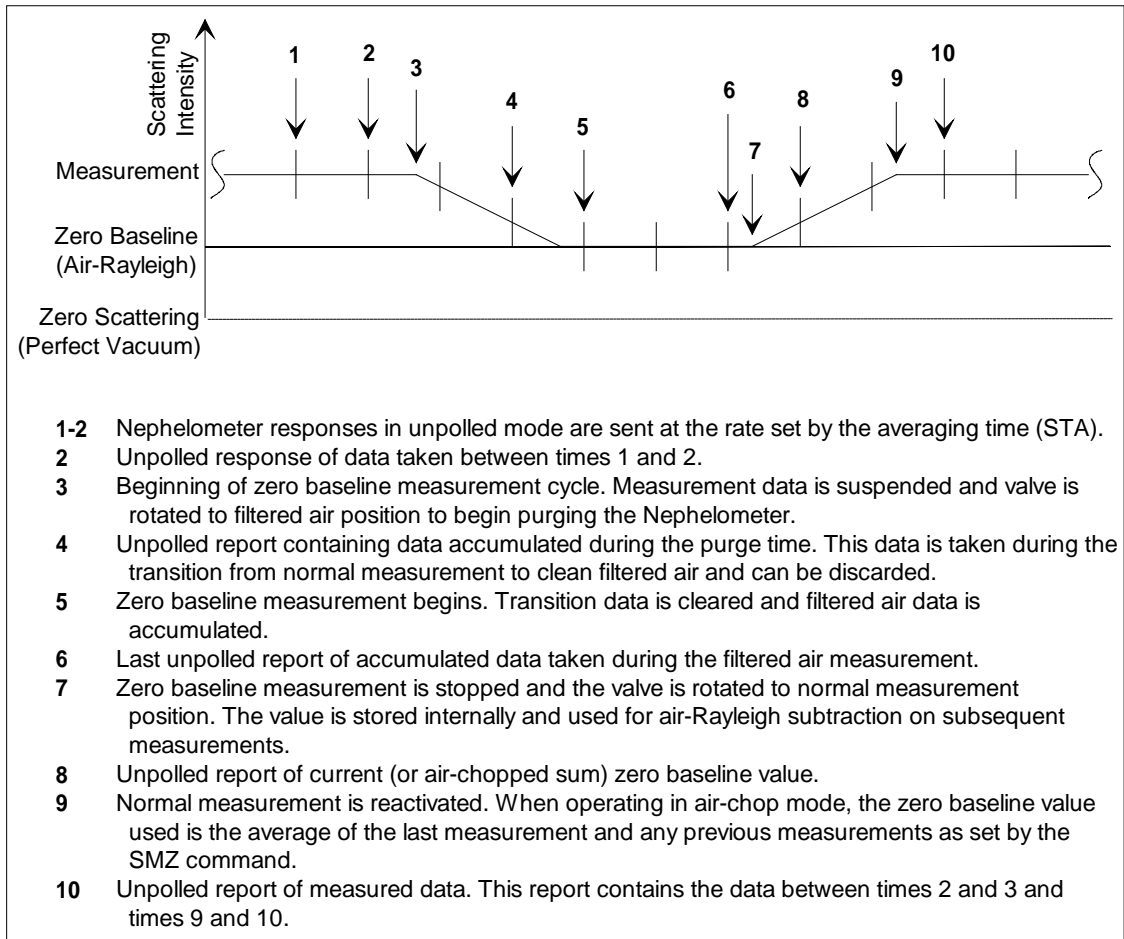 Scattering
Intensity
1
2
3
4
5
6
7
8
9
10
Measurement
Zero Baseline
(Air-Rayleigh)
Zero Scattering
(Perfect Vacuum)
1-2 Nephelometer responses in unpolled mode are sent at the rate set by the averaging time (STA).
2 Unpolled response of data taken between times 1 and 2.
3 Beginning of zero baseline measurement cycle. Measurement data is suspended and valve is
rotated to filtered air position to begin purging the Nephelometer.
4 Unpolled report containing data accumulated during the purge time. This data is taken during the
transition from normal measurement to clean filtered air and can be discarded.
5 Zero baseline measurement begins. Transition data is cleared and filtered air data is
accumulated.
6 Last unpolled report of accumulated data taken during the filtered air measurement.
7 Zero baseline measurement is stopped and the valve is rotated to normal measurement
position. The value is stored internally and used for air-Rayleigh subtraction on subsequent
measurements.
8 Unpolled report of current (or air-chopped sum) zero baseline value.
9 Normal measurement is reactivated. When operating in air-chop mode, the zero baseline value
used is the average of the last measurement and any previous measurements as set by the
SMZ command.
10 Unpolled report of measured data. This report contains the data between times 2 and 3 and
times 9 and 10.